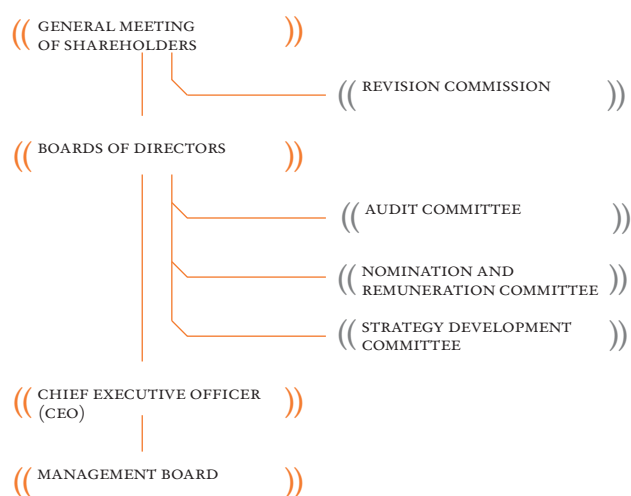 GENERAL MEETING
OF SHAREHOLDERS
REVISION COMMISSION
BOARDS OF DIRECTORS
AUDIT COMMITTEE
NOMINATION AND
REMUNERATION COMMITTEE
STRATEGY DEVELOPMENT
COMMITTEE
CHIEF EXECUTIVE OFFICER
(CEO)
MANAGEMENT BOARD